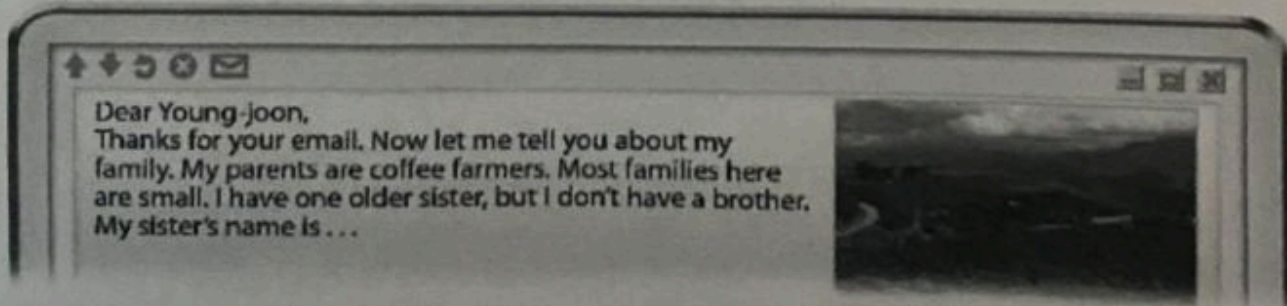 Dear Young-joon,
Thanks for your email. Now let me tell you about my
family. My parents are coffee farmers. Most families here
are small. I have one older sister, but I don't have a brother.
My sister's name is . . .